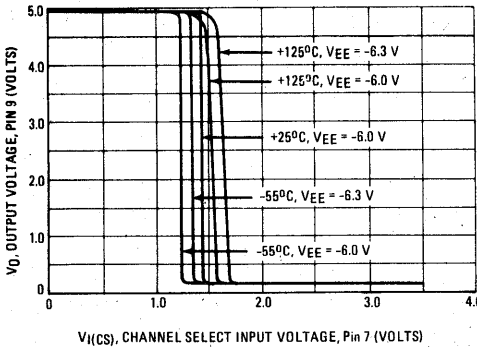 5.0
4.0
3.0
2.0
1.0
0
0
1.0
2.0
3.0
4.0
VO, OUTPUT VOLTAGE, PIN 9 (VOLTS)
+125°C, VEE = -6.3 V
+125°C, VEE = -6.0 V
+25°C, VEE = -6.0 V
-55°C, VEE = -6.3 V
-55°C, VEE = -6.0 V
VI(CS), CHANNEL SELECT INPUT VOLTAGE, Pin 7 (VOLTS)